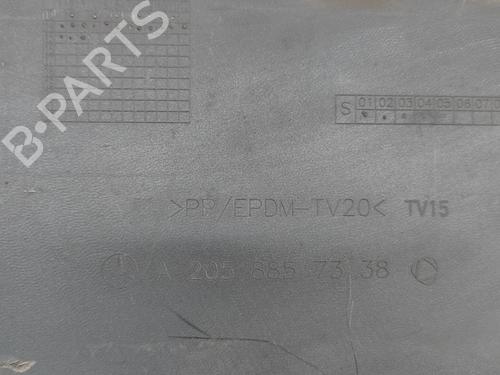 B-PARTS
S 01 02 03 04 05 06 07
>PP/EPDM-TV20< TV15
A 205 885 73 38